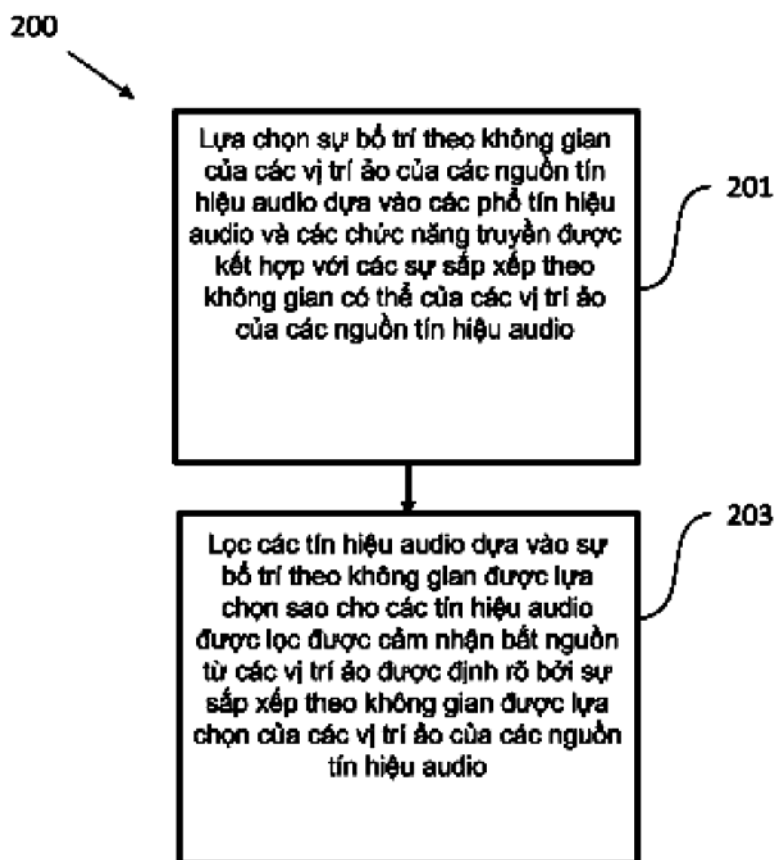 200
Lựa chọn sự bố trí theo không gian
của các vị trí ảo của các nguồn tín
hiệu audio dựa vào các phổ tín hiệu
audio và các chức năng truyền được
kết hợp với các sự sắp xếp theo
không gian có thể của các vị trí ảo
của các nguồn tín hiệu audio
201
Lọc các tín hiệu audio dựa vào sự
bố trí theo không gian được lựa
chọn sao cho các tín hiệu audio
được lọc được cảm nhận bắt nguồn
từ các vị trí ảo được định rõ bởi sự
sắp xếp theo không gian được lựa
chọn của các vị trí ảo của các nguồn
tín hiệu audio
203